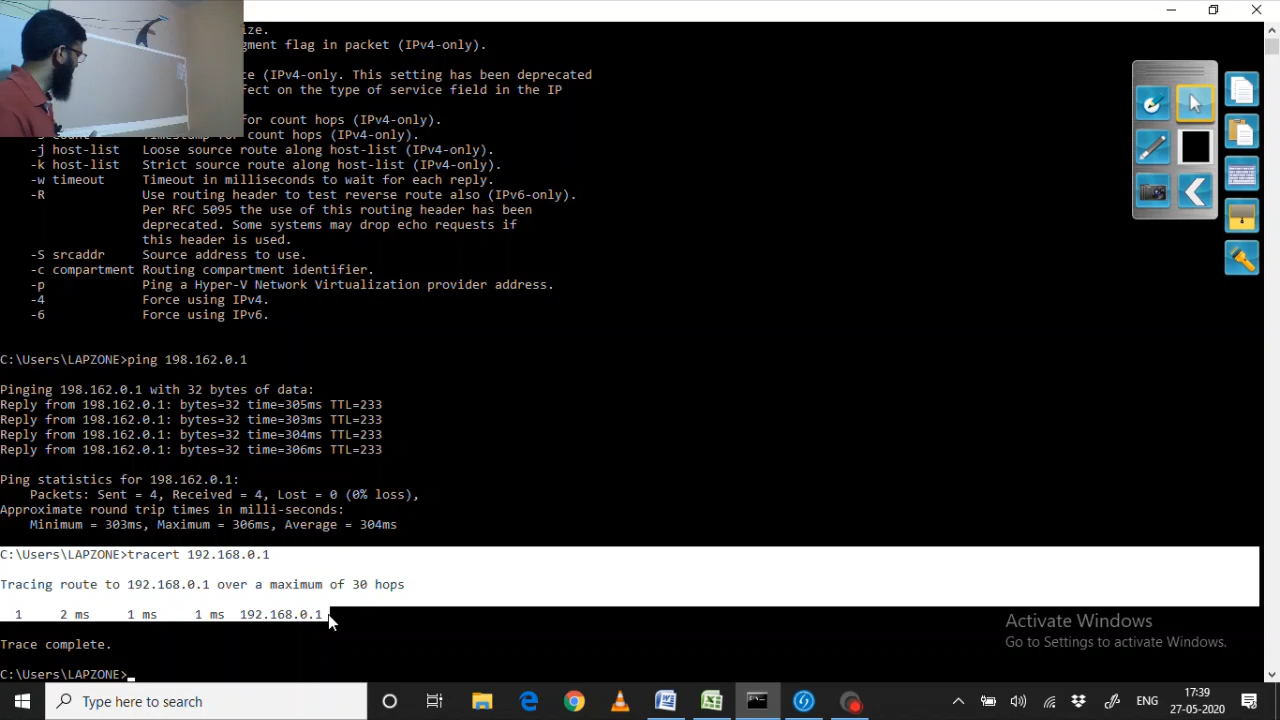 ize.
gment flag in packet (IPv4-only).
e (IPv4-only. This setting has been deprecated
fect on the type of service field in the IP
for count hops (IPv4-only).
count Timestamp for count hops (IPv4-only).
-j host-list Loose source route along host-list (IPv4-only).
-k host-list Strict source route along host-list (IPv4-only).
-w timeout Timeout in milliseconds to wait for each reply.
-R Use routing header to test reverse route also (IPv6-only).
Per RFC 5095 the use of this routing header has been
deprecated. Some systems may drop echo requests if
this header is used.
-S srcaddr Source address to use.
-c compartment Routing compartment identifier.
-p Ping a Hyper-V Network Virtualization provider address.
-4 Force using IPv4.
-6 Force using IPv6.
C:\Users\LAPZONE>ping 198.162.0.1
Pinging 198.162.0.1 with 32 bytes of data:
Reply from 198.162.0.1: bytes=32 time=305ms TTL=233
Reply from 198.162.0.1: bytes=32 time=303ms TTL=233
Reply from 198.162.0.1: bytes=32 time=304ms TTL=233
Reply from 198.162.0.1: bytes=32 time=306ms TTL=233
Ping statistics for 198.162.0.1:
Packets: Sent = 4, Received = 4, Lost = 0 (0% loss),
Approximate round trip times in milli-seconds:
Minimum = 303ms, Maximum = 306ms, Average = 304ms
C:\Users\LAPZONE>tracert 192.168.0.1
Tracing route to 192.168.0.1 over a maximum of 30 hops
1 2 ms 1 ms 1 ms 192.168.0.1
Trace complete.
C:\Users\LAPZONE>
Activate Windows
Go to Settings to activate Windows.
Type here to search
ENG
17:39
27-05-2020